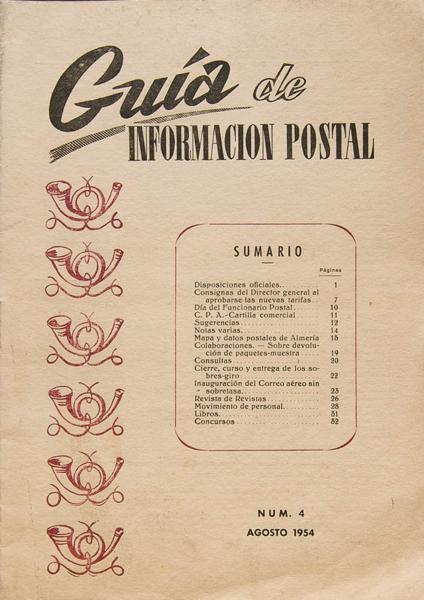 Guía de
INFORMACION POSTAL
SUMARIO
Páginas
Disposiciones oficiales.. 1
Consignas del Director general al
aprobarse las nuevas tarifas.. 7
Día del Funcionario Postal. 10
C. P. A.-Cartilla comercial 11
Sugerencias 12
Notas varias. 14
Mapa y datos postales de Almería 15
Colaboraciones. — Sobre devolu-
ción de paquetes-muestra 19
Consultas 20
Cierre, curso y entrega de los so-
bres-giro 22
Inauguración del Correo aéreo sin
sobretasa. 23
Revista de Revistas 26
Movimiento de personal. 28
Libros. 31
Concursos 32
NUM. 4
AGOSTO 1954